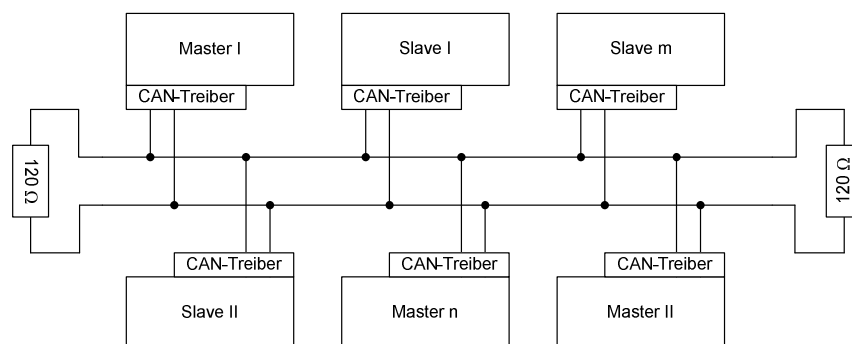 Master I
Slave I
Slave m
CAN-Treiber
CAN-Treiber
CAN-Treiber
120 Ω
120 Ω
CAN-Treiber
CAN-Treiber
CAN-Treiber
Slave II
Master n
Master II